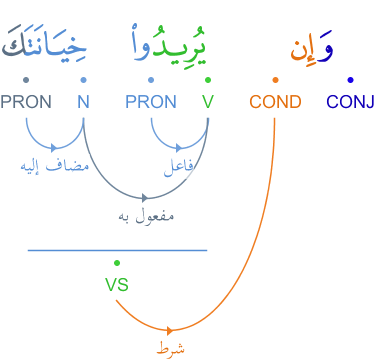 وَإِن يُرِيدُوا۟ خِيَانَتَكَ
CONJ COND V PRON N PRON
فاعل مضاف إليه
مفعول به
VS
شرط